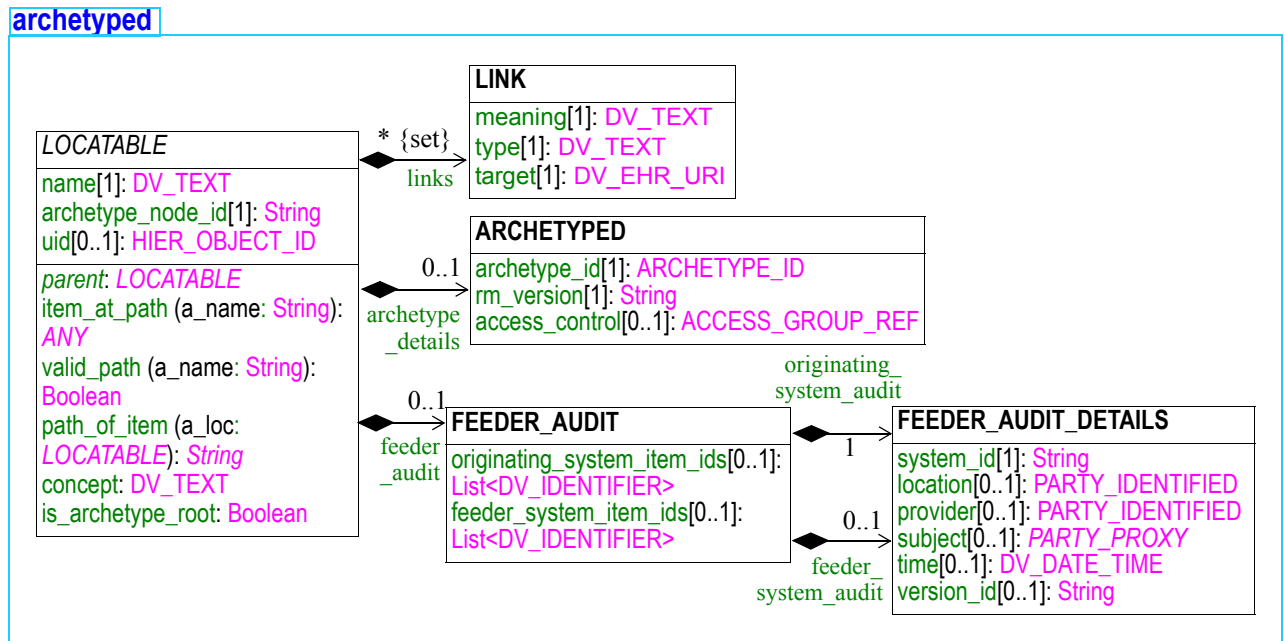 archetyped
LINK
meaning[1]: DV_TEXT
type[1]: DV_TEXT
target[1]: DV_EHR_URI
* {set}
links
LOCATABLE
name[1]: DV_TEXT
archetype_node_id[1]: String
uid[0..1]: HIER_OBJECT_ID
parent: LOCATABLE
item_at_path (a_name: String):
ANY
valid_path (a_name: String):
Boolean
path_of_item (a_loc:
LOCATABLE): String
concept: DV_TEXT
is_archetype_root: Boolean
0..1
archetype
_details
ARCHETYPED
archetype_id[1]: ARCHETYPE_ID
rm_version[1]: String
access_control[0..1]: ACCESS_GROUP_REF
0..1
feeder
_audit
FEEDER_AUDIT
originating_system_item_ids[0..1]:
List<DV_IDENTIFIER>
feeder_system_item_ids[0..1]:
List<DV_IDENTIFIER>
originating_
system_audit
1
0..1
feeder_
system_audit
FEEDER_AUDIT_DETAILS
system_id[1]: String
location[0..1]: PARTY_IDENTIFIED
provider[0..1]: PARTY_IDENTIFIED
subject[0..1]: PARTY_PROXY
time[0..1]: DV_DATE_TIME
version_id[0..1]: String